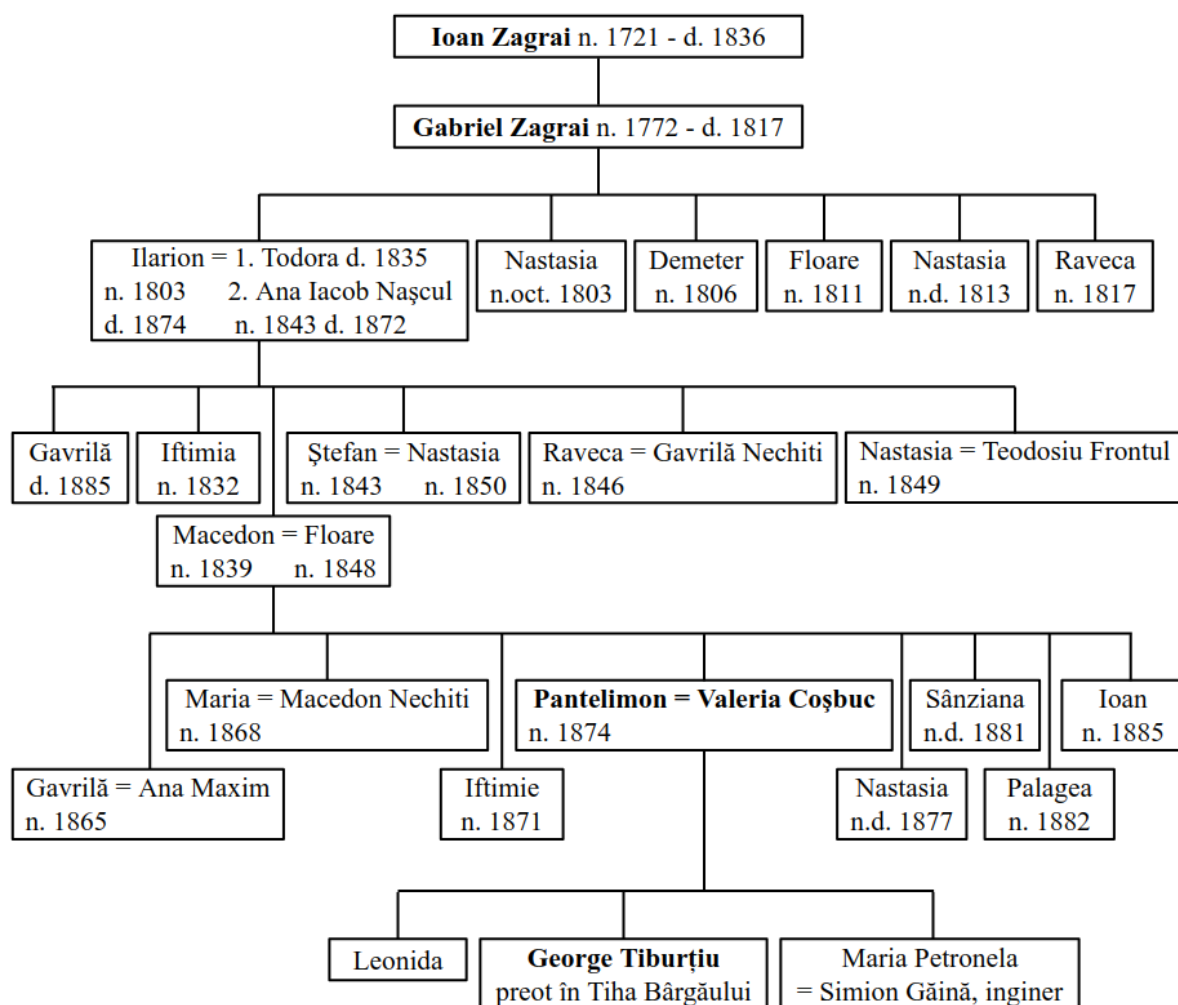 Ioan Zagrai n. 1721 - d. 1836
Gabriel Zagrai n. 1772 - d. 1817
Ilarion = 1. Todora d. 1835
n. 1803 2. Ana Iacob Naşcul
d. 1874 n. 1843 d. 1872
Nastasia
n.oct. 1803
Demeter
n. 1806
Floare
n. 1811
Nastasia
n.d. 1813
Raveca
n. 1817
Gavrilă
d. 1885
Iftimia
n. 1832
Ştefan = Nastasia
n. 1843 n. 1850
Raveca = Gavrilă Nechiti
n. 1846
Nastasia = Teodosiu Frontul
n. 1849
Macedon = Floare
n. 1839 n. 1848
Maria = Macedon Nechiti
n. 1868
Pantelimon = Valeria Coşbuc
n. 1874
Sânziana
n.d. 1881
Ioan
n. 1885
Gavrilă = Ana Maxim
n. 1865
Iftimie
n. 1871
Nastasia
n.d. 1877
Palagea
n. 1882
Leonida
George Tiburțiu
preot în Tiha Bârgăului
Maria Petronela
= Simion Găină, inginer